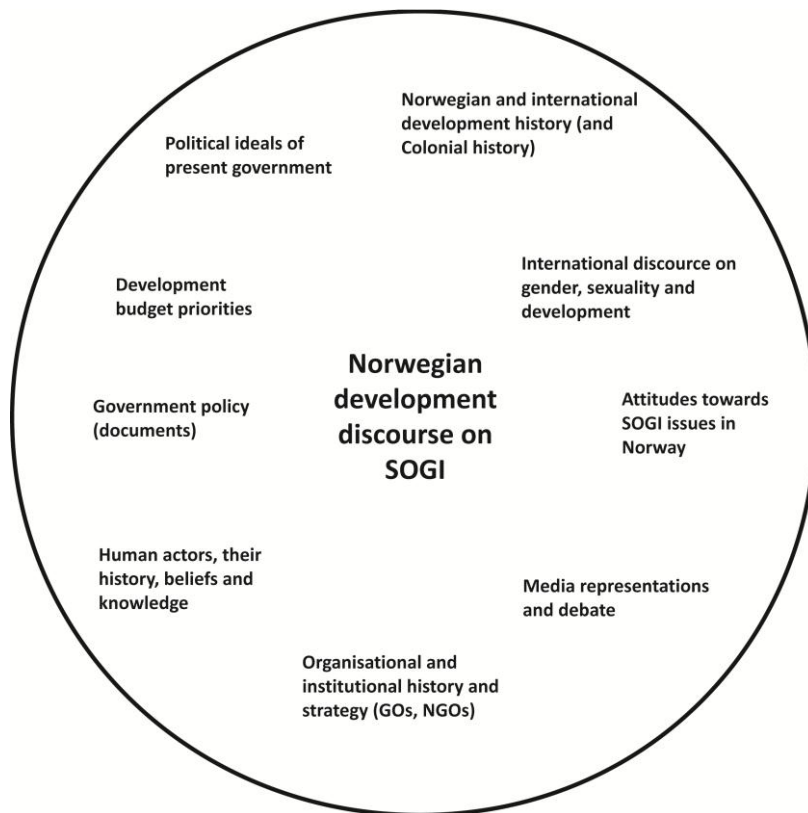 Norwegian and international
development history (and
Colonial history)
Political ideals of
present government
International discourse on
gender, sexuality and
development
Development
budget priorities
Norwegian
development
discourse on
SOGI
Attitudes towards
SOGI issues in
Norway
Government policy
(documents)
Human actors, their
history, beliefs and
knowledge
Media representations
and debate
Organisational and
institutional history and
strategy (GOs, NGOs)